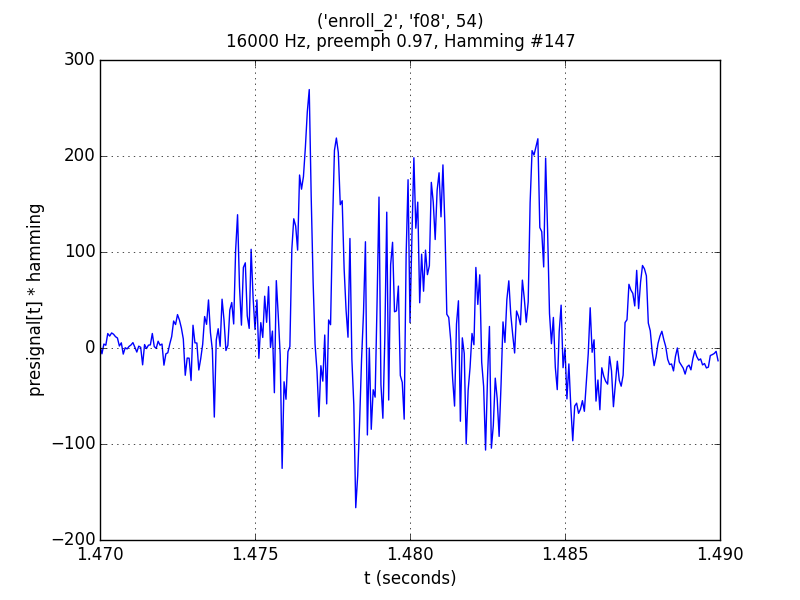 ('enroll_2', 'f08', 54)
16000 Hz, preemph 0.97, Hamming #147
300
200
100
0
−100
−200
presignal[t] * hamming
1.470 1.475 1.480 1.485 1.490
t (seconds)